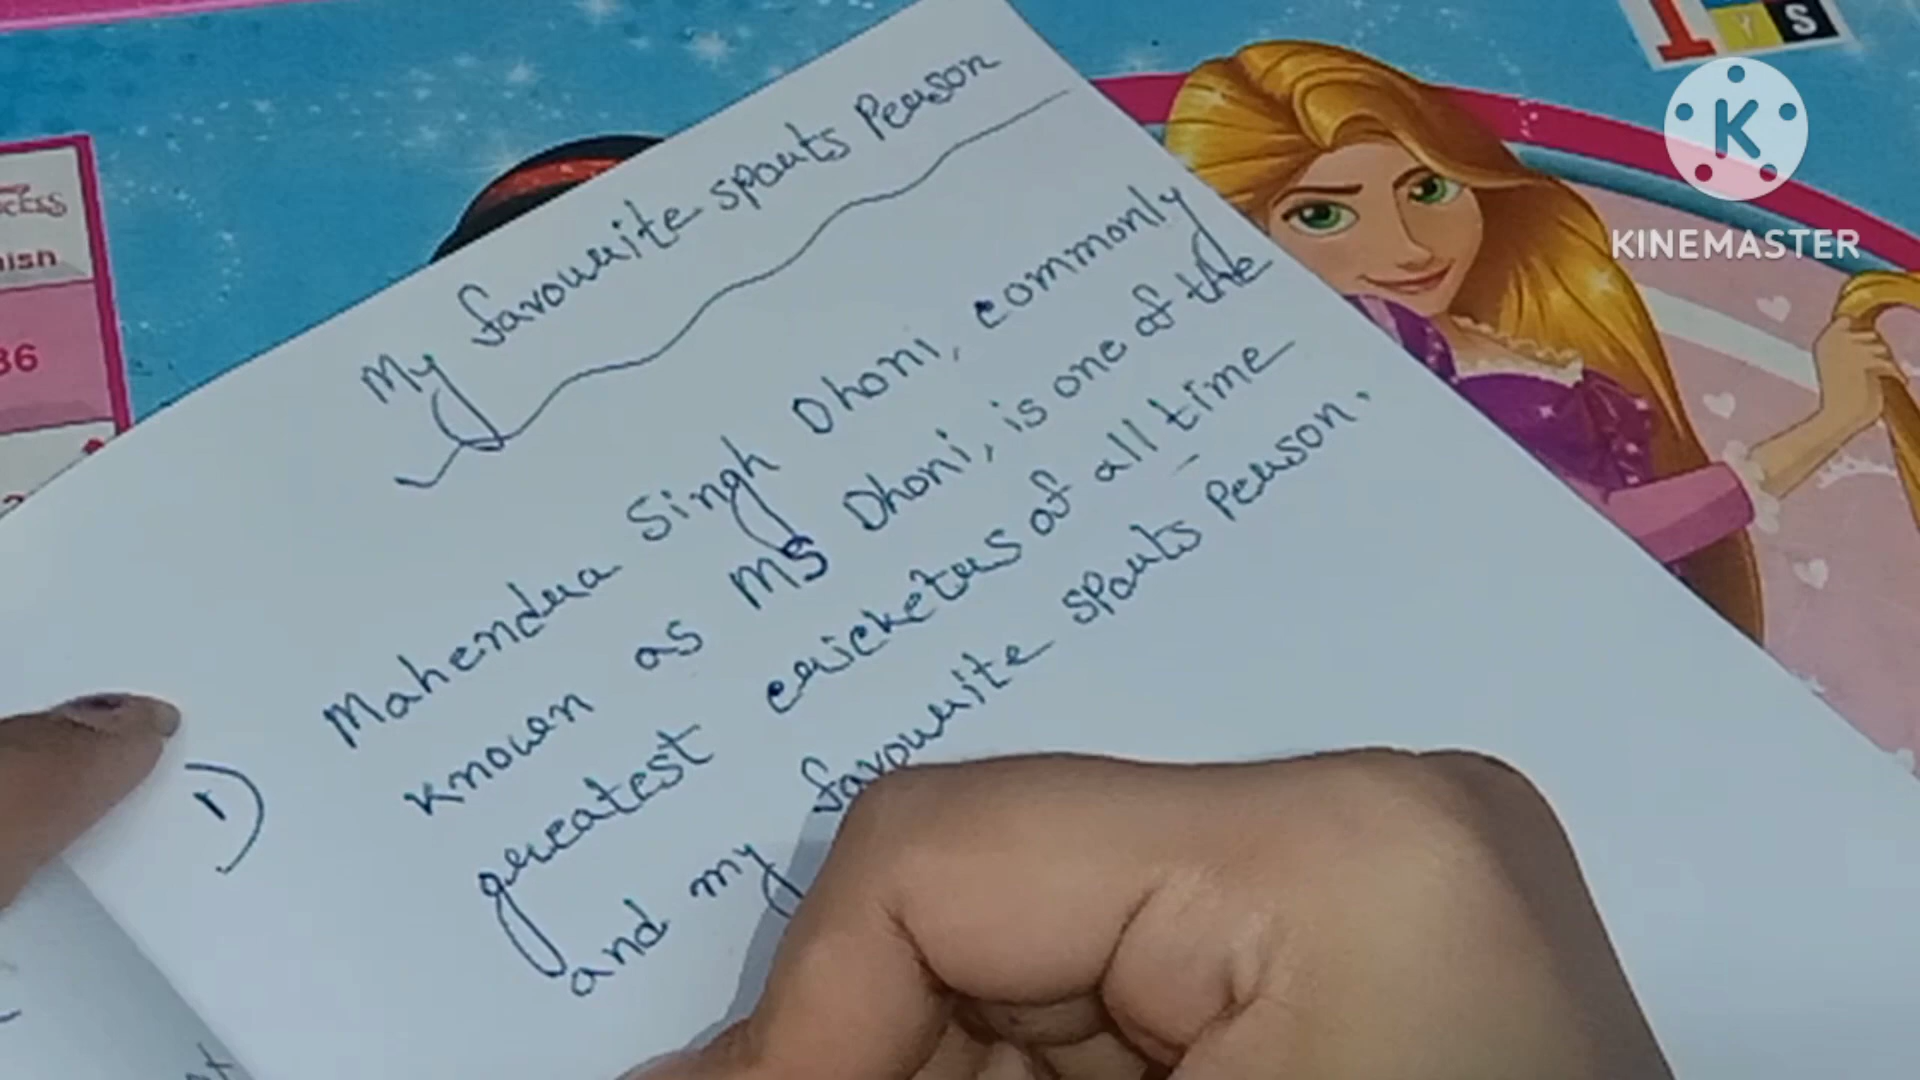 My favourite sports Person
1) Mahendra Singh Dhoni, commonly
known as MS Dhoni, is one of the
greatest cricketers of all time
and my favourite sports Person.
KINEMASTER
K
S
36